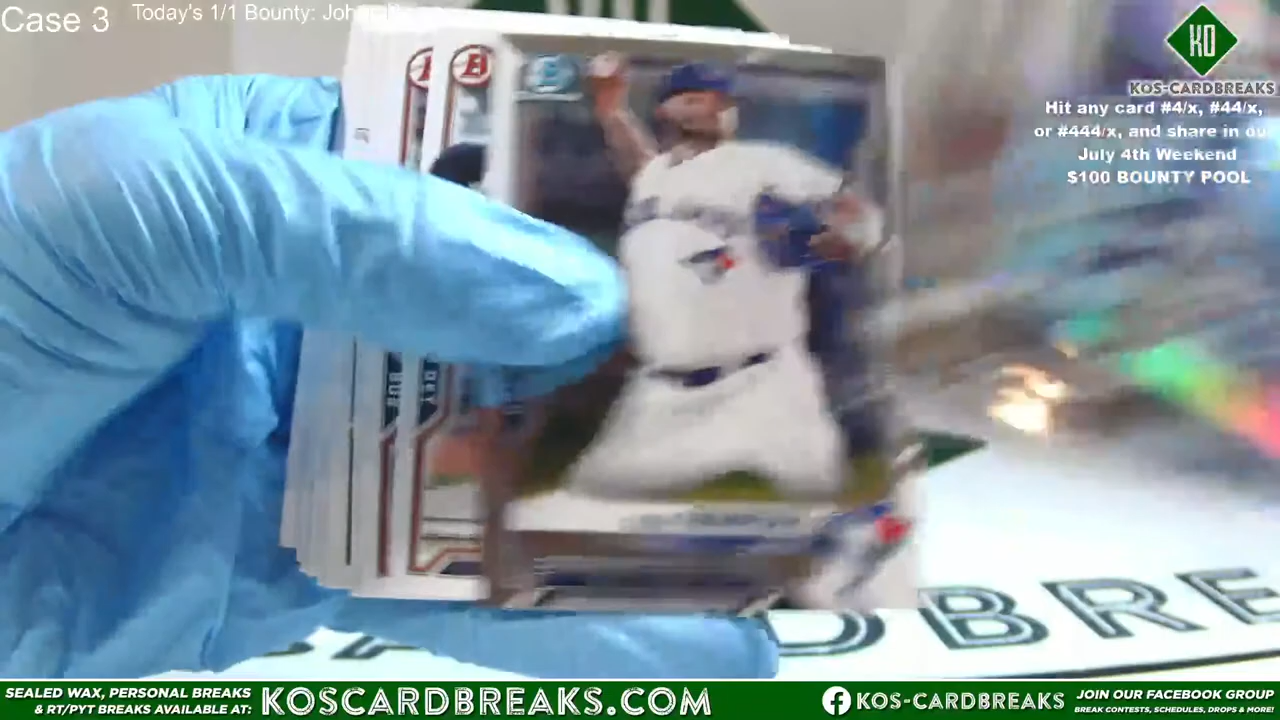 Case 3
Today's 1/1 Bounty:
KO
KOS-CARDBREAKS
Hit any card #4/x, #44/x,
or #444/x, and share in ou
July 4th Weekend
$100 BOUNTY POOL
B
B
DBRE
SEALED WAX, PERSONAL BREAKS
& RT/PYT BREAKS AVAILABLE AT:
KOSCARDBREAKS.COM
KOS-CARDBREAKS
JOIN OUR FACEBOOK GROUP
BREAK CONTESTS, SCHEDULES, DROPS & MORE!